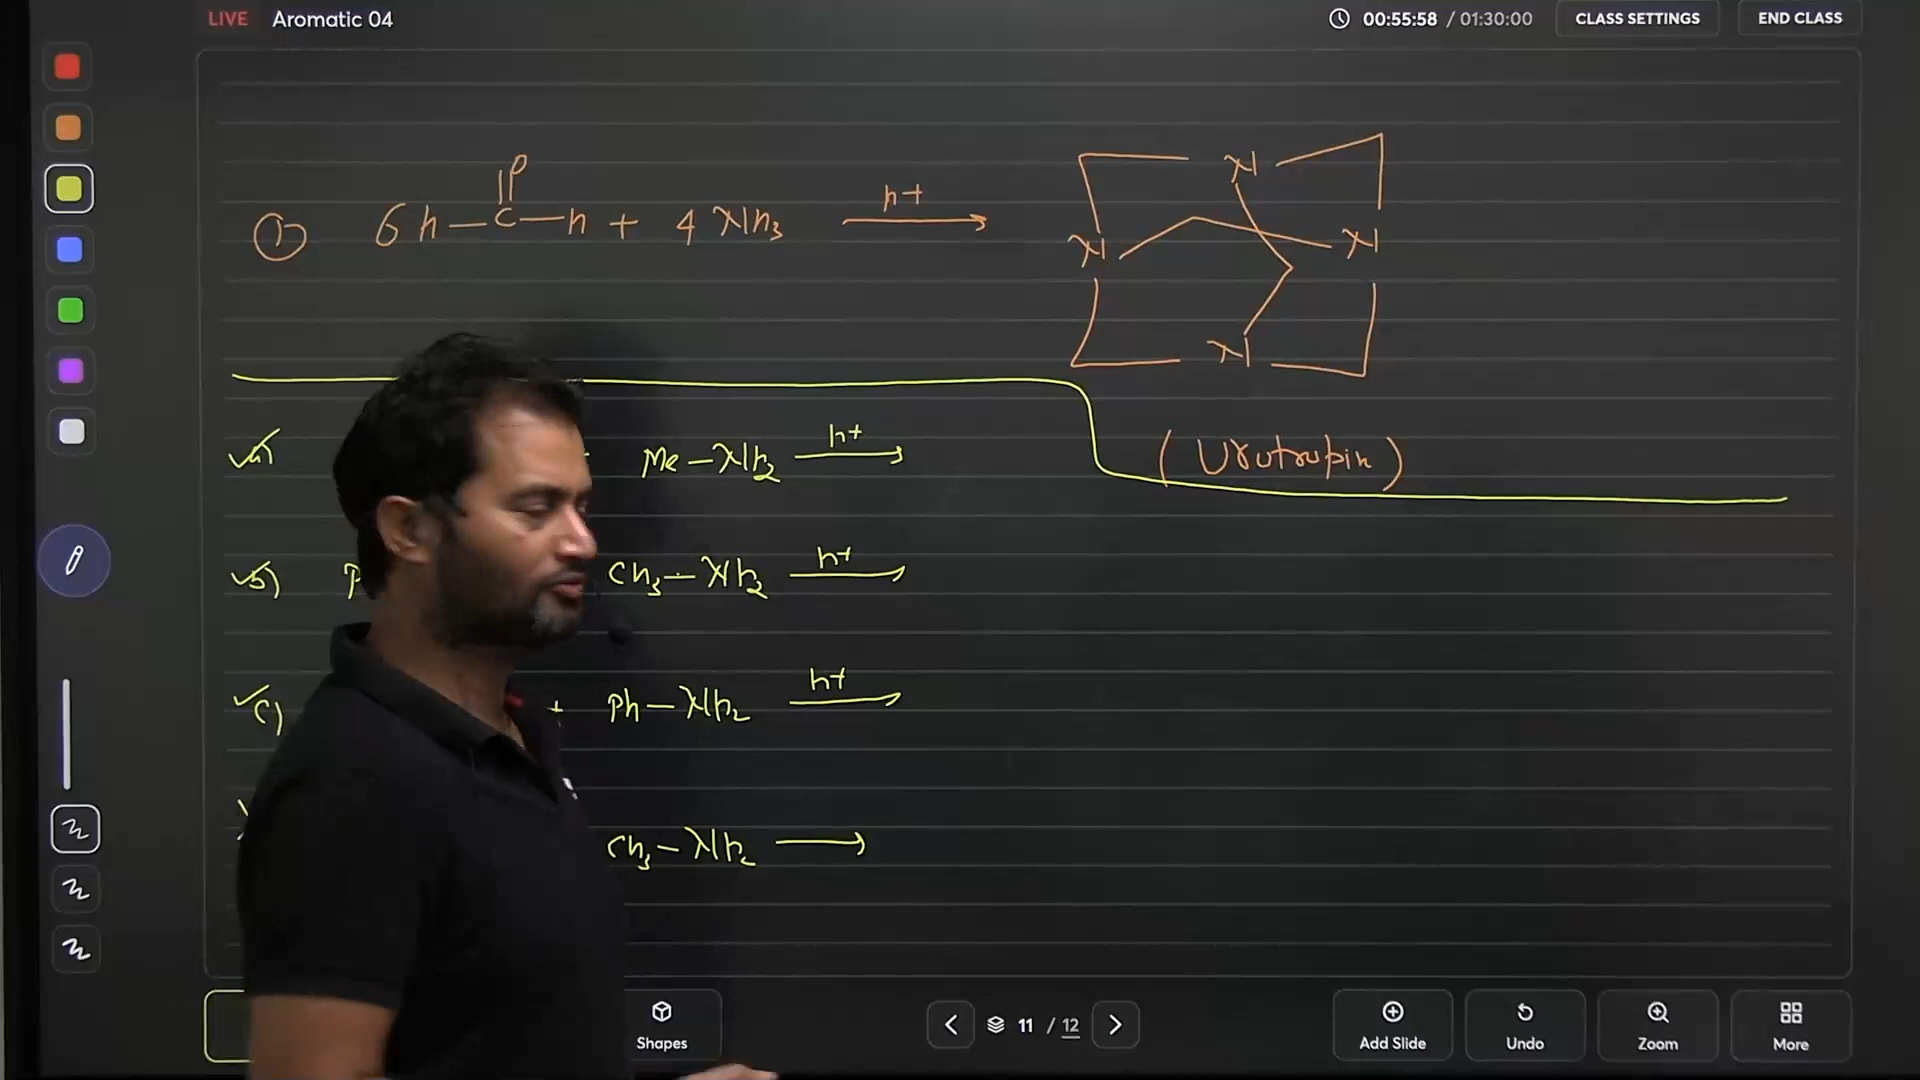 LIVE Aromatic 04 00:55:58 / 01:30:00 CLASS SETTINGS END CLASS
① 6 H–C–H + 4 NH₃ H+ →
O
N
N N
N
(Urotropin)
a) Me–NH₂ H+ →
b) P CH₃–NH₂ H+ →
c) + Ph–NH₂ H+ →
CH₃–NH₂ →
Shapes 11 / 12 Add Slide Undo Zoom More